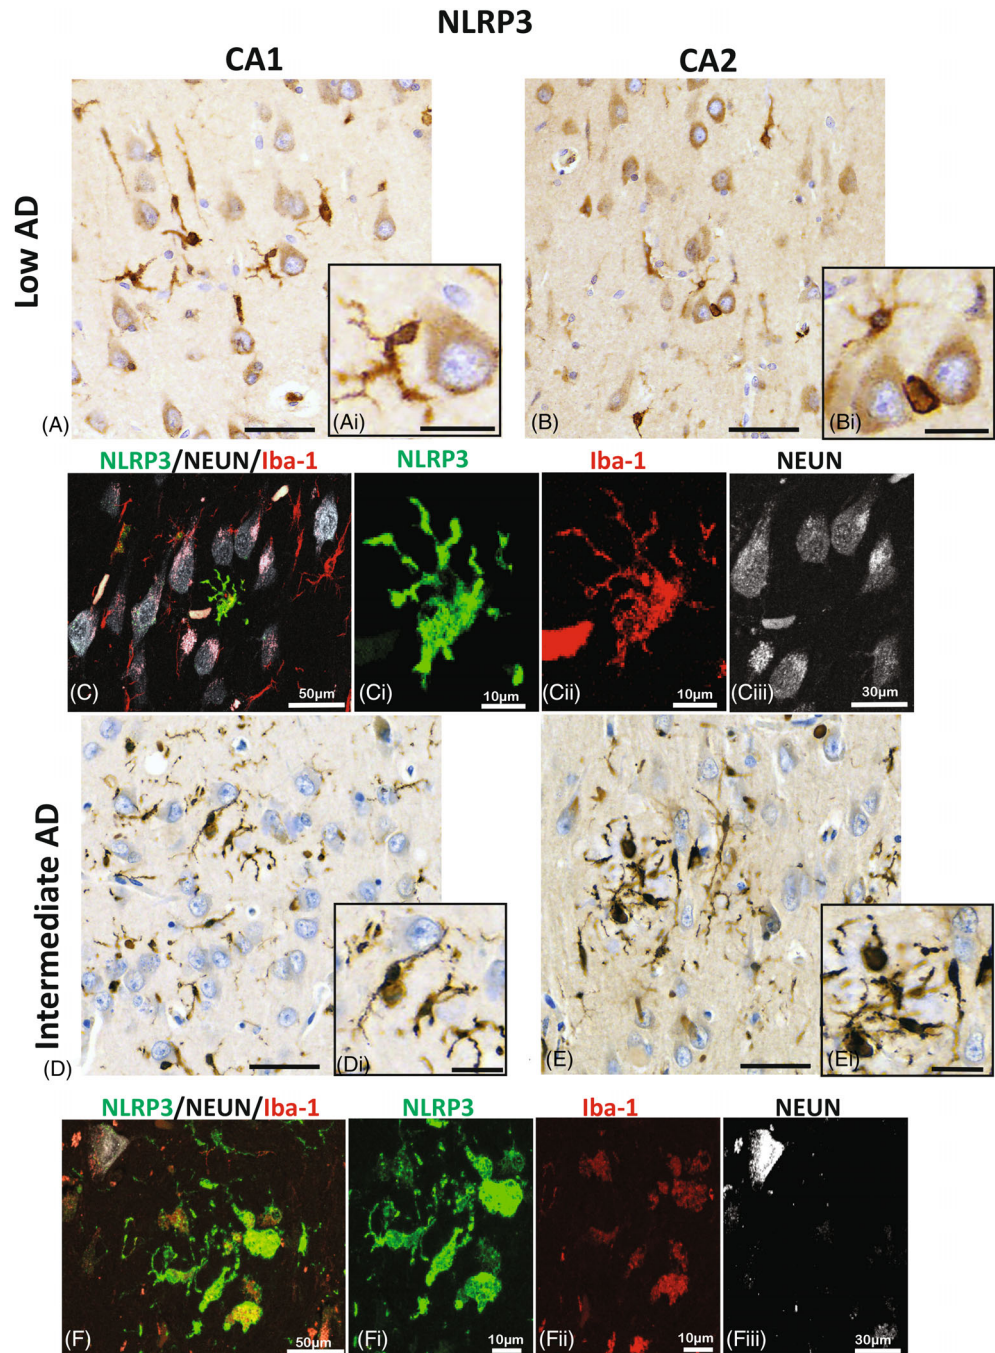 NLRP3
CA1 CA2
Low AD
(A) (Ai) (B) (Bi)
NLRP3/NEUN/Iba-1 NLRP3 Iba-1 NEUN
(C) 50μm (Ci) 10μm (Cii) 10μm (Ciii) 30μm
Intermediate AD
(D) (Di) (E) (Ei)
NLRP3/NEUN/Iba-1 NLRP3 Iba-1 NEUN
(F) 50μm (Fi) 10μm (Fii) 10μm (Fiii) 30μm